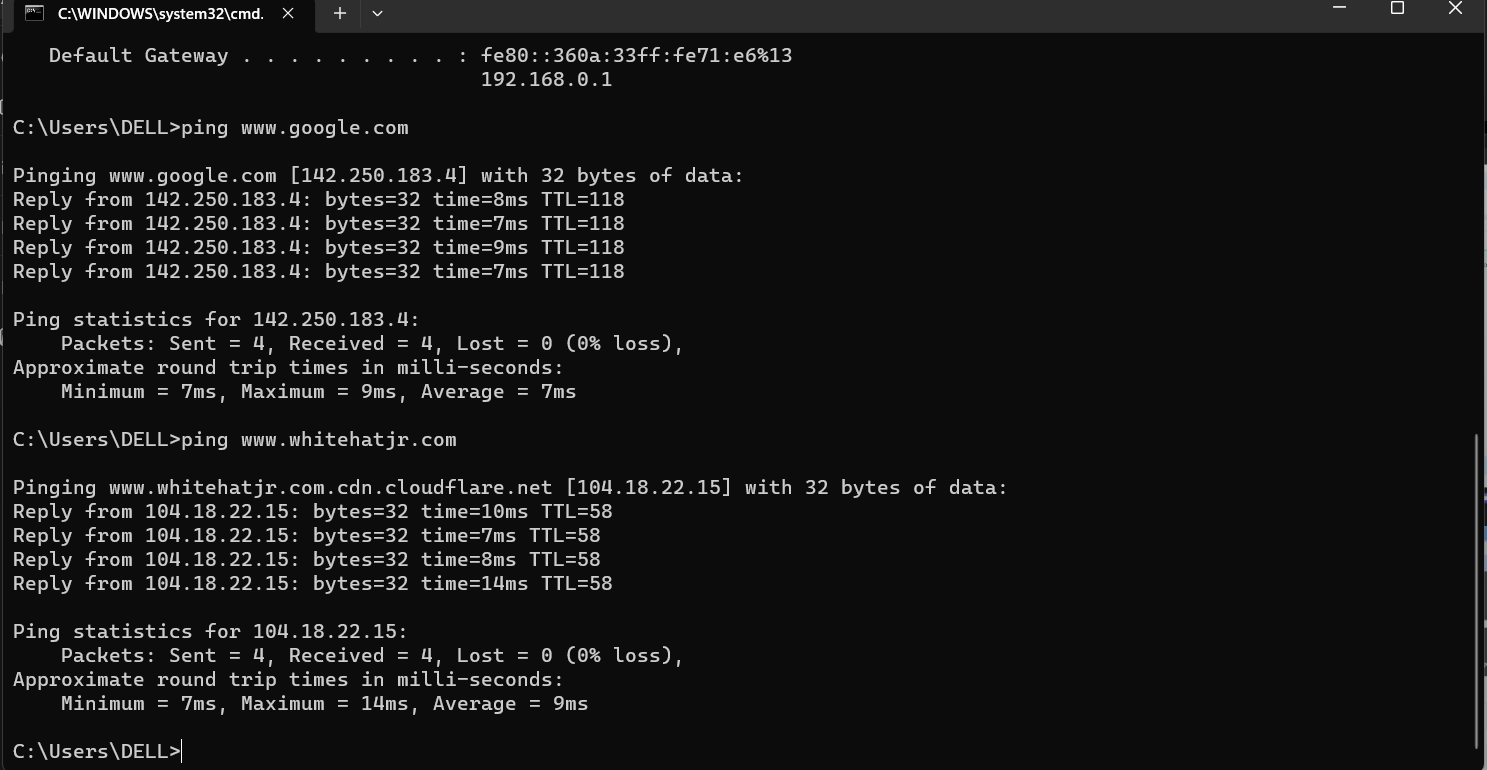 C:\WINDOWS\system32\cmd.
Default Gateway . . . . . . . . . : fe80::360a:33ff:fe71:e6%13
192.168.0.1
C:\Users\DELL>ping www.google.com
Pinging www.google.com [142.250.183.4] with 32 bytes of data:
Reply from 142.250.183.4: bytes=32 time=8ms TTL=118
Reply from 142.250.183.4: bytes=32 time=7ms TTL=118
Reply from 142.250.183.4: bytes=32 time=9ms TTL=118
Reply from 142.250.183.4: bytes=32 time=7ms TTL=118
Ping statistics for 142.250.183.4:
Packets: Sent = 4, Received = 4, Lost = 0 (0% loss),
Approximate round trip times in milli-seconds:
Minimum = 7ms, Maximum = 9ms, Average = 7ms
C:\Users\DELL>ping www.whitehatjr.com
Pinging www.whitehatjr.com.cdn.cloudflare.net [104.18.22.15] with 32 bytes of data:
Reply from 104.18.22.15: bytes=32 time=10ms TTL=58
Reply from 104.18.22.15: bytes=32 time=7ms TTL=58
Reply from 104.18.22.15: bytes=32 time=8ms TTL=58
Reply from 104.18.22.15: bytes=32 time=14ms TTL=58
Ping statistics for 104.18.22.15:
Packets: Sent = 4, Received = 4, Lost = 0 (0% loss),
Approximate round trip times in milli-seconds:
Minimum = 7ms, Maximum = 14ms, Average = 9ms
C:\Users\DELL>